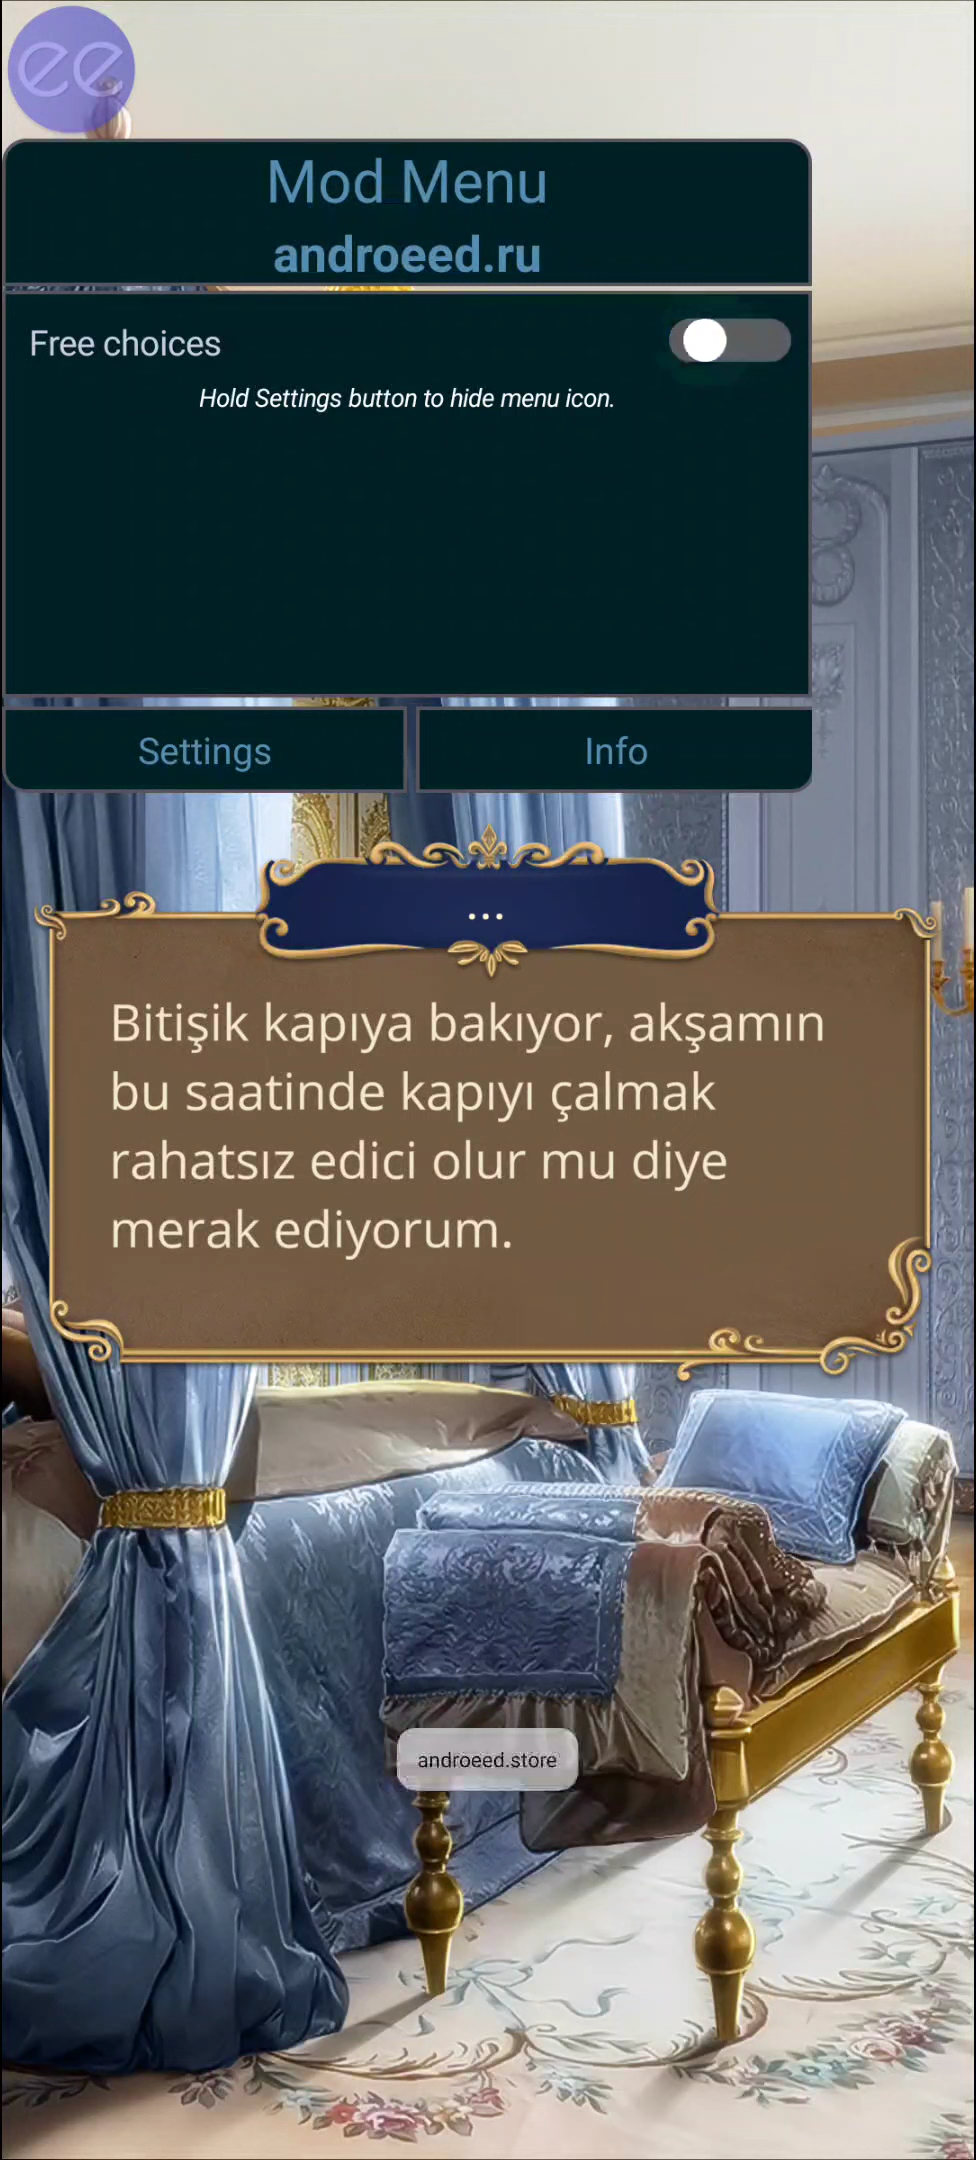 ee
Mod Menu
androeed.ru
Free choices
Hold Settings button to hide menu icon.
Settings
Info
...
Bitişik kapıya bakıyor, akşamın
bu saatinde kapıyı çalmak
rahatsız edici olur mu diye
merak ediyorum.
androeed.store